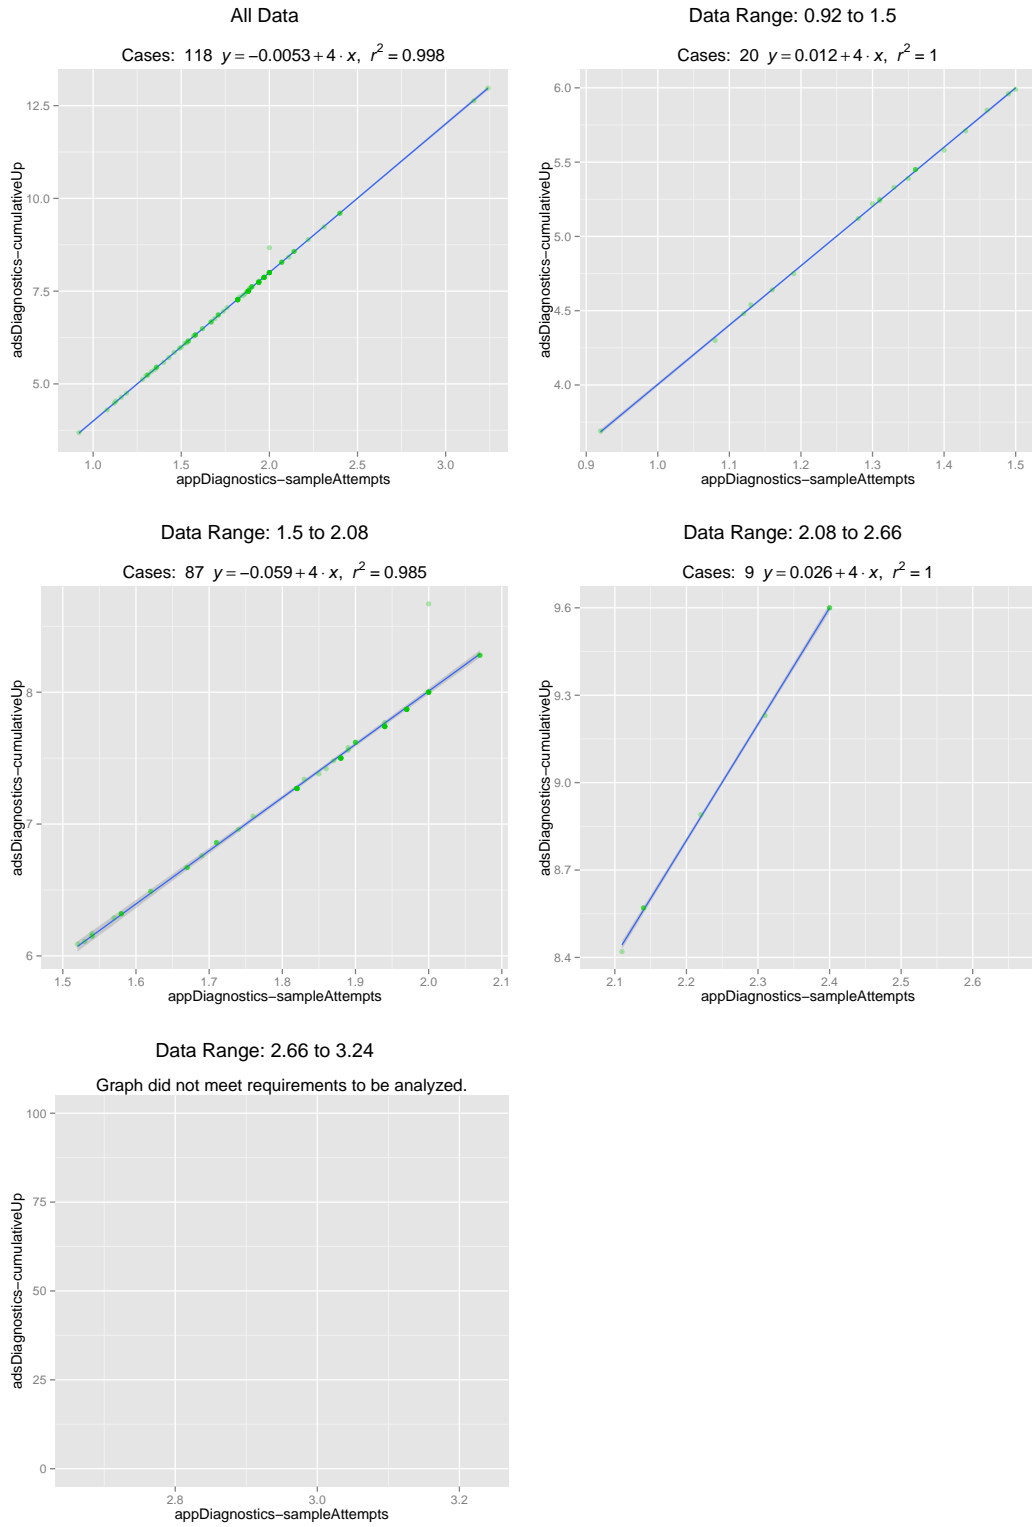 All Data
Cases: 118 y = −0.0053 + 4 · x, r² = 0.998
12.5
10.0
7.5
5.0
adsDiagnostics−cumulativeUp
1.0 1.5 2.0 2.5 3.0
appDiagnostics−sampleAttempts
Data Range: 0.92 to 1.5
Cases: 20 y = 0.012 + 4 · x, r² = 1
6.0
5.5
5.0
4.5
4.0
adsDiagnostics−cumulativeUp
0.9 1.0 1.1 1.2 1.3 1.4 1.5
appDiagnostics−sampleAttempts
Data Range: 1.5 to 2.08
Cases: 87 y = −0.059 + 4 · x, r² = 0.985
8
7
6
adsDiagnostics−cumulativeUp
1.5 1.6 1.7 1.8 1.9 2.0 2.1
appDiagnostics−sampleAttempts
Data Range: 2.08 to 2.66
Cases: 9 y = 0.026 + 4 · x, r² = 1
9.6
9.3
9.0
8.7
8.4
adsDiagnostics−cumulativeUp
2.1 2.2 2.3 2.4 2.5 2.6
appDiagnostics−sampleAttempts
Data Range: 2.66 to 3.24
Graph did not meet requirements to be analyzed.
100
75
50
25
0
adsDiagnostics−cumulativeUp
2.8 3.0 3.2
appDiagnostics−sampleAttempts